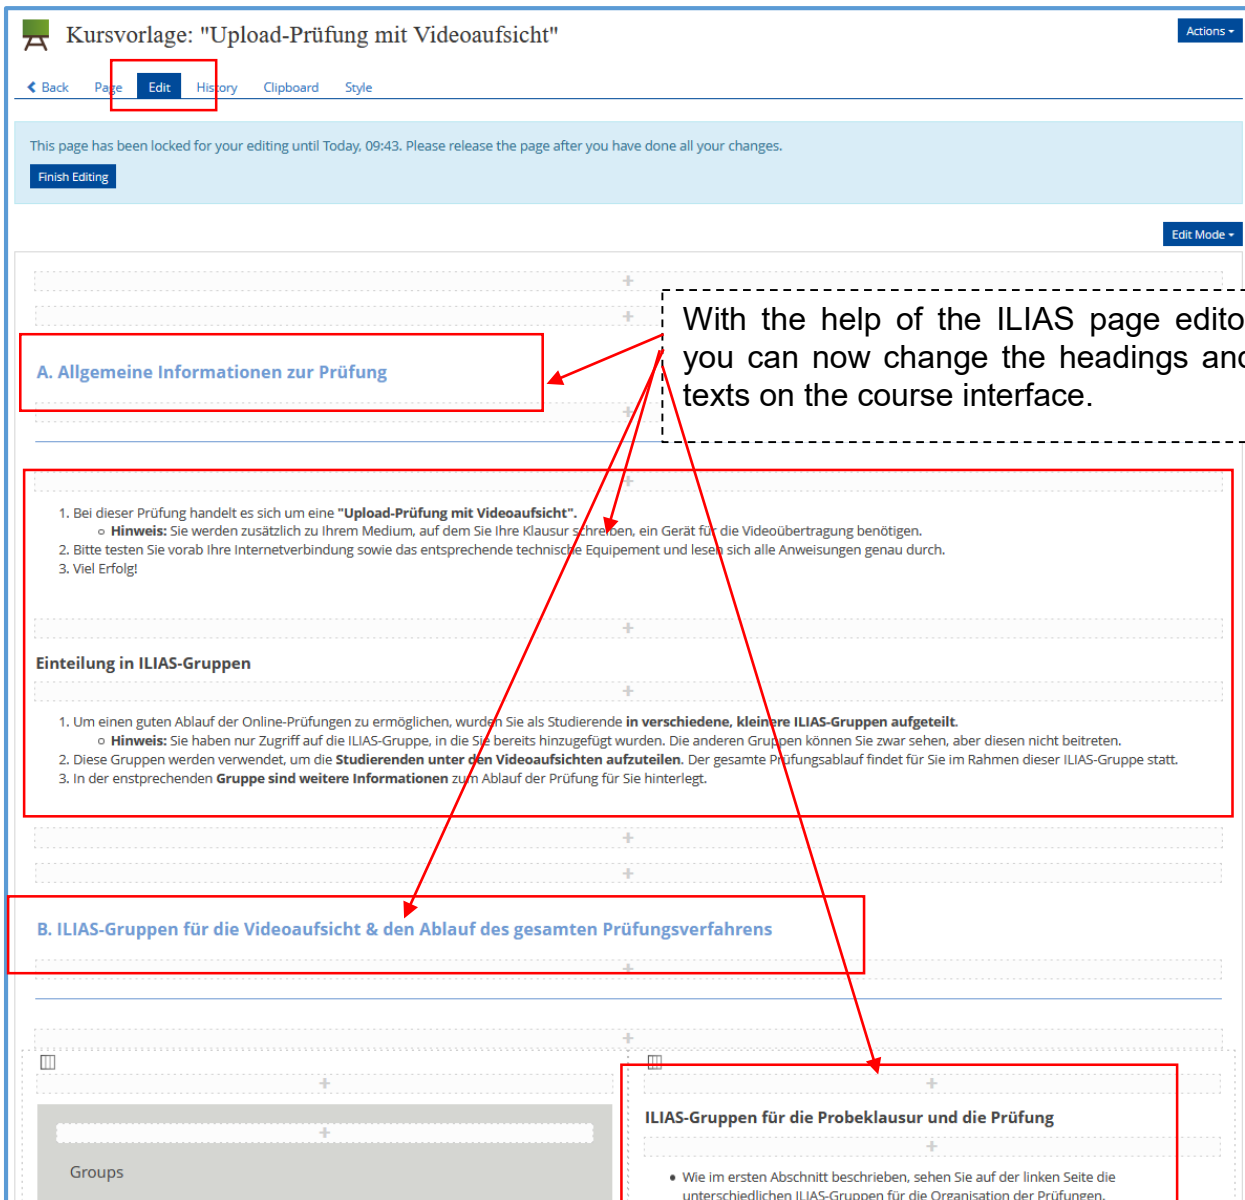 Kursvorlage: "Upload-Prüfung mit Videoaufsicht"
Actions
Back Page Edit History Clipboard Style
This page has been locked for your editing until Today, 09:43. Please release the page after you have done all your changes.
Finish Editing
Edit Mode
With the help of the ILIAS page edito
you can now change the headings and
texts on the course interface.
A. Allgemeine Informationen zur Prüfung
1. Bei dieser Prüfung handelt es sich um eine "Upload-Prüfung mit Videoaufsicht".
Hinweis: Sie werden zusätzlich zu Ihrem Medium, auf dem Sie Ihre Klausur schreiben, ein Gerät für die Videoübertragung benötigen.
2. Bitte testen Sie vorab Ihre Internetverbindung sowie das entsprechende technische Equipement und lesen sich alle Anweisungen genau durch.
3. Viel Erfolg!
Einteilung in ILIAS-Gruppen
1. Um einen guten Ablauf der Online-Prüfungen zu ermöglichen, wurden Sie als Studierende in verschiedene, kleinere ILIAS-Gruppen aufgeteilt.
Hinweis: Sie haben nur Zugriff auf die ILIAS-Gruppe, in die Sie bereits hinzugefügt wurden. Die anderen Gruppen können Sie zwar sehen, aber diesen nicht beitreten.
2. Diese Gruppen werden verwendet, um die Studierenden unter den Videoaufsichten aufzuteilen. Der gesamte Prüfungsablauf findet für Sie im Rahmen dieser ILIAS-Gruppe statt.
3. In der enstprechenden Gruppe sind weitere Informationen zum Ablauf der Prüfung für Sie hinterlegt.
B. ILIAS-Gruppen für die Videoaufsicht & den Ablauf des gesamten Prüfungsverfahrens
Groups
ILIAS-Gruppen für die Probeklausur und die Prüfung
• Wie im ersten Abschnitt beschrieben, sehen Sie auf der linken Seite die
unterschiedlichen ILIAS-Gruppen für die Organisation der Prüfungen.